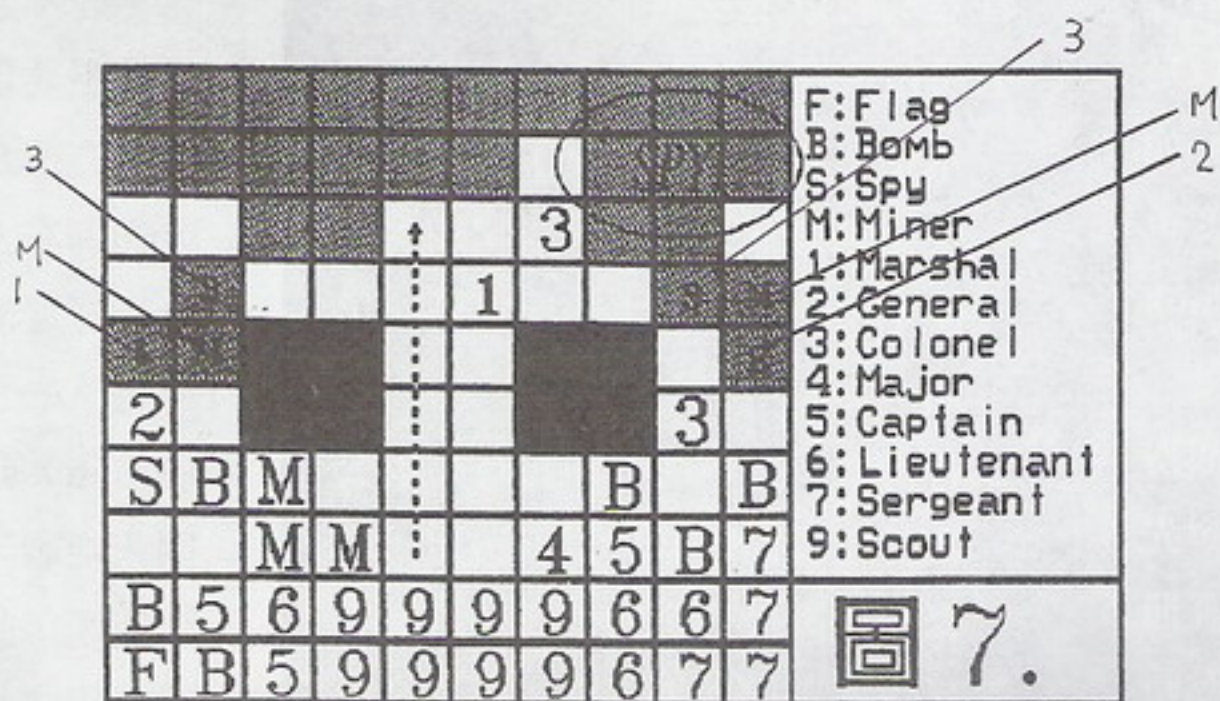 3
F:Flag
B:Bomb
M
3
SPY
S:Spy
2
3
M:Miner
M
1
1:Marshal
1
2:General
3:Colonel
4:Major
2
3
5:Captain
S B M B B
6:Lieutenant
7:Sergeant
M M 4 5 B 7
9:Scout
B 5 6 9 9 9 9 6 6 7
F B 5 9 9 9 9 6 7 7
圖 7.